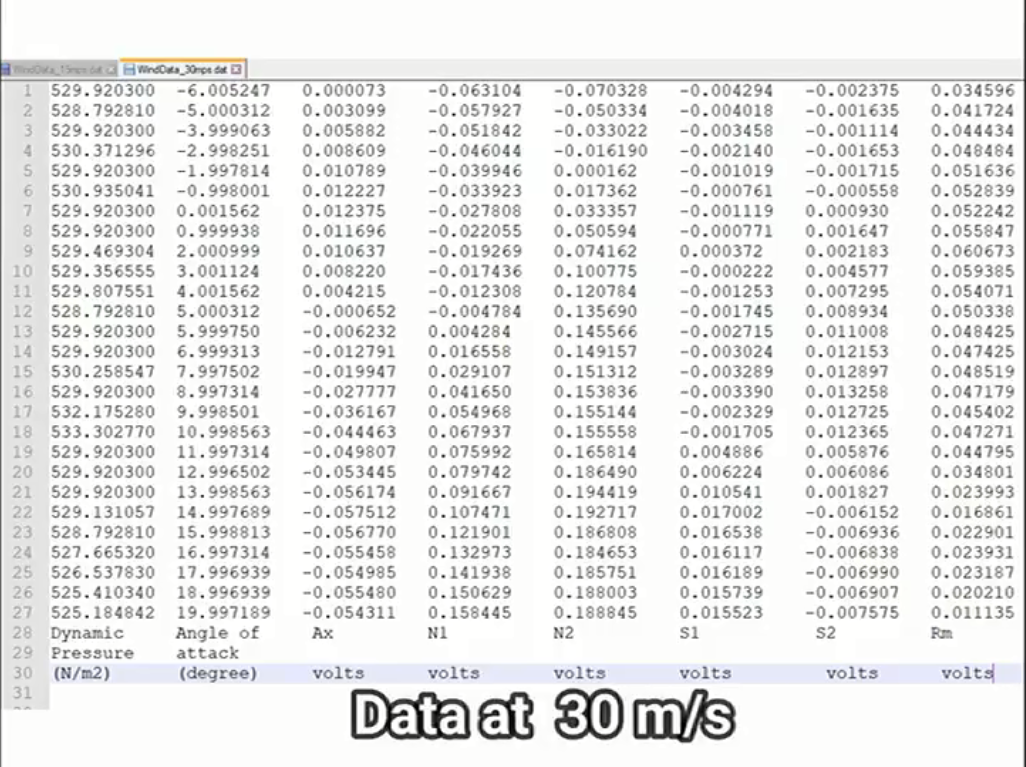 WindData_15mps.dat WindData_30mps.dat
1 529.920300 -6.005247 0.000073 -0.063104 -0.070328 -0.004294 -0.002375 0.034596
2 528.792810 -5.000312 0.003099 -0.057927 -0.050334 -0.004018 -0.001635 0.041724
3 529.920300 -3.999063 0.005882 -0.051842 -0.033022 -0.003458 -0.001114 0.044434
4 530.371296 -2.998251 0.008609 -0.046044 -0.016190 -0.002140 -0.001653 0.048484
5 529.920300 -1.997814 0.010789 -0.039946 0.000162 -0.001019 -0.001715 0.051636
6 530.935041 -0.998001 0.012227 -0.033923 0.017362 -0.000761 -0.000558 0.052839
7 529.920300 0.001562 0.012375 -0.027808 0.033357 -0.001119 0.000930 0.052242
8 529.920300 0.999938 0.011696 -0.022055 0.050594 -0.000771 0.001647 0.055847
9 529.469304 2.000999 0.010637 -0.019269 0.074162 0.000372 0.002183 0.060673
10 529.356555 3.001124 0.008220 -0.017436 0.100775 -0.000222 0.004577 0.059385
11 529.807551 4.001562 0.004215 -0.012308 0.120784 -0.001253 0.007295 0.054071
12 528.792810 5.000312 -0.000652 -0.004784 0.135690 -0.001745 0.008934 0.050338
13 529.920300 5.999750 -0.006232 0.004284 0.145566 -0.002715 0.011008 0.048425
14 529.920300 6.999313 -0.012791 0.016558 0.149157 -0.003024 0.012153 0.047425
15 530.258547 7.997502 -0.019947 0.029107 0.151312 -0.003289 0.012897 0.048519
16 529.920300 8.997314 -0.027777 0.041650 0.153836 -0.003390 0.013258 0.047179
17 532.175280 9.998501 -0.036167 0.054968 0.155144 -0.002329 0.012725 0.045402
18 533.302770 10.998563 -0.044463 0.067937 0.155558 -0.001705 0.012365 0.047271
19 529.920300 11.997314 -0.049807 0.075992 0.165814 0.004886 0.005876 0.044795
20 529.920300 12.996502 -0.053445 0.079742 0.186490 0.006224 0.006086 0.034801
21 529.920300 13.998563 -0.056174 0.091667 0.194419 0.010541 0.001827 0.023993
22 529.131057 14.997689 -0.057512 0.107471 0.192717 0.017002 -0.006152 0.016861
23 528.792810 15.998813 -0.056770 0.121901 0.186808 0.016538 -0.006936 0.022901
24 527.665320 16.997314 -0.055458 0.132973 0.184653 0.016117 -0.006838 0.023931
25 526.537830 17.996939 -0.054985 0.141938 0.185751 0.016189 -0.006990 0.023187
26 525.410340 18.996939 -0.055480 0.150629 0.188003 0.015739 -0.006907 0.020210
27 525.184842 19.997189 -0.054311 0.158445 0.188845 0.015523 -0.007575 0.011135
28 Dynamic Angle of Ax N1 N2 S1 S2 Rm
29 Pressure attack
30 (N/m2) (degree) volts volts volts volts volts volts
31
Data at 30 m/s